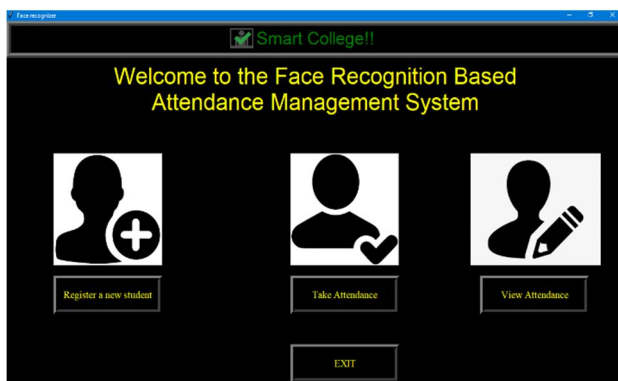 Face recognizer
Smart College!!
Welcome to the Face Recognition Based
Attendance Management System
Register a new student
Take Attendance
View Attendance
EXIT